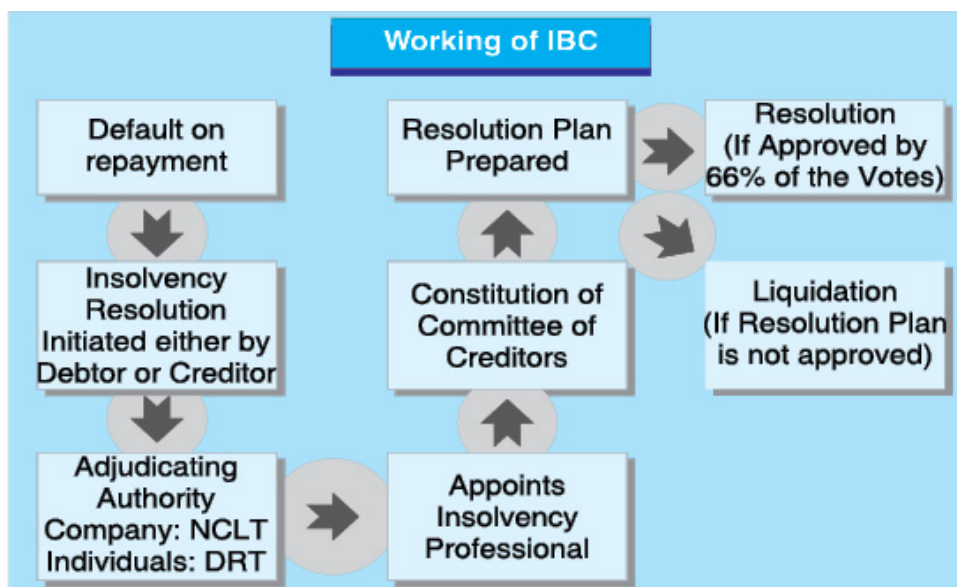 Working of IBC
Default on
repayment
Insolvency
Resolution
Initiated either by
Debtor or Creditor
Adjudicating
Authority
Company: NCLT
Individuals: DRT
Appoints
Insolvency
Professional
Constitution of
Committee of
Creditors
Resolution Plan
Prepared
Resolution
(If Approved by
66% of the Votes)
Liquidation
(If Resolution Plan
is not approved)